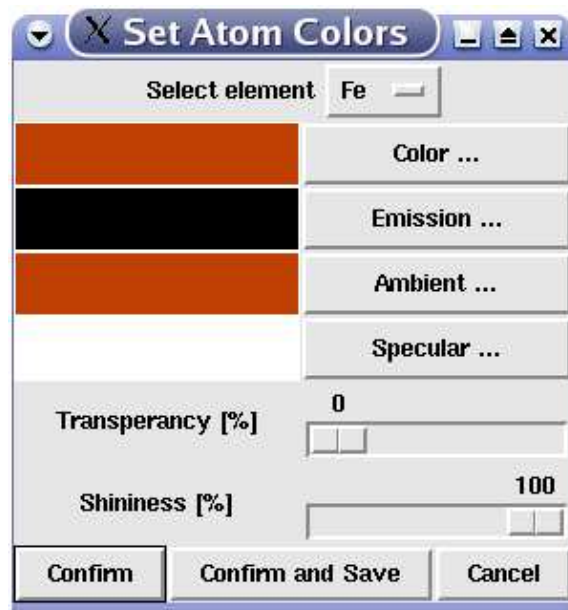 Set Atom Colors
Select element Fe
Color ...
Emission ...
Ambient ...
Specular ...
0
Transperancy [%]
100
Shininess [%]
Confirm Confirm and Save Cancel